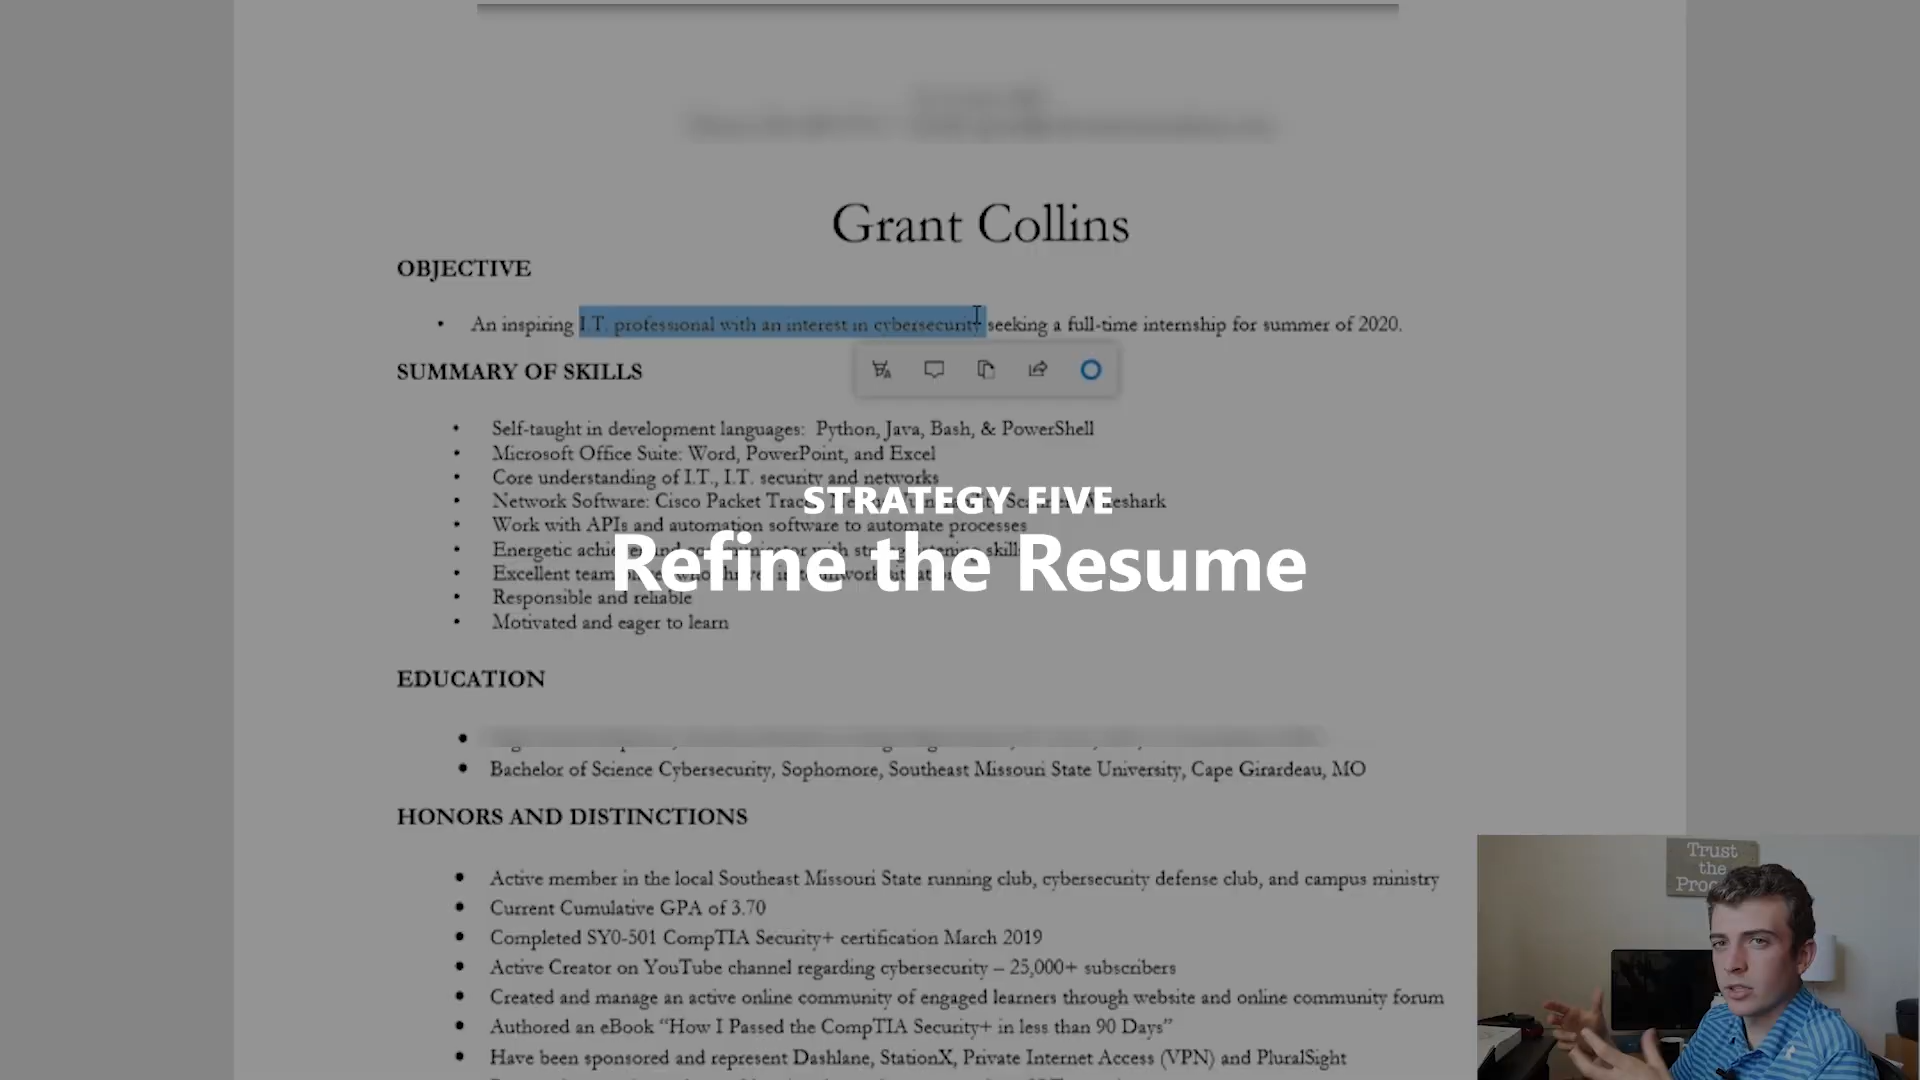 Grant Collins
OBJECTIVE
• An inspiring I.T. professional with an interest in cybersecurity seeking a full-time internship for summer of 2020.
SUMMARY OF SKILLS
• Self-taught in development languages: Python, Java, Bash, & PowerShell
• Microsoft Office Suite: Word, PowerPoint, and Excel
• Core understanding of I.T., I.T. security and networks
• Network Software: Cisco Packet
STRATEGY FIVE
• Work with APIs and automation software to automate processes
• Energetic
Refine the Resume
• Excellent team
• Responsible and reliable
• Motivated and eager to learn
EDUCATION
• Bachelor of Science Cybersecurity, Sophomore, Southeast Missouri State University, Cape Girardeau, MO
HONORS AND DISTINCTIONS
• Active member in the local Southeast Missouri State running club, cybersecurity defense club, and campus ministry
• Current Cumulative GPA of 3.70
• Completed SY0-501 CompTIA Security+ certification March 2019
• Active Creator on YouTube channel regarding cybersecurity – 25,000+ subscribers
• Created and manage an active online community of engaged learners through website and online community forum
• Authored an eBook “How I Passed the CompTIA Security+ in less than 90 Days”
• Have been sponsored and represent Dashlane, StationX, Private Internet Access (VPN) and PluralSight
Trust
the